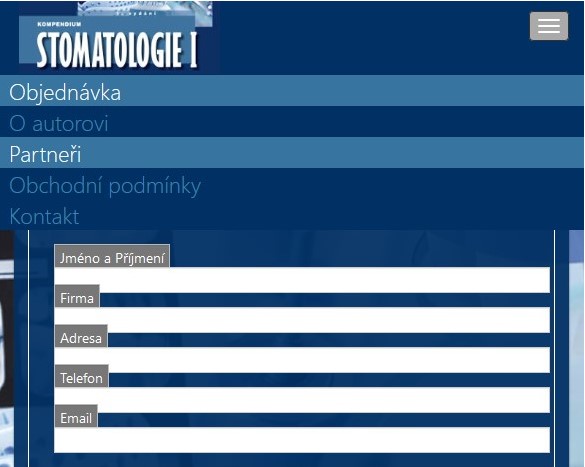 KOMPENDIUM
STOMATOLOGIE I
Objednávka
O autorovi
Partneři
Obchodní podmínky
Kontakt
Jméno a Příjmení
Firma
Adresa
Telefon
Email